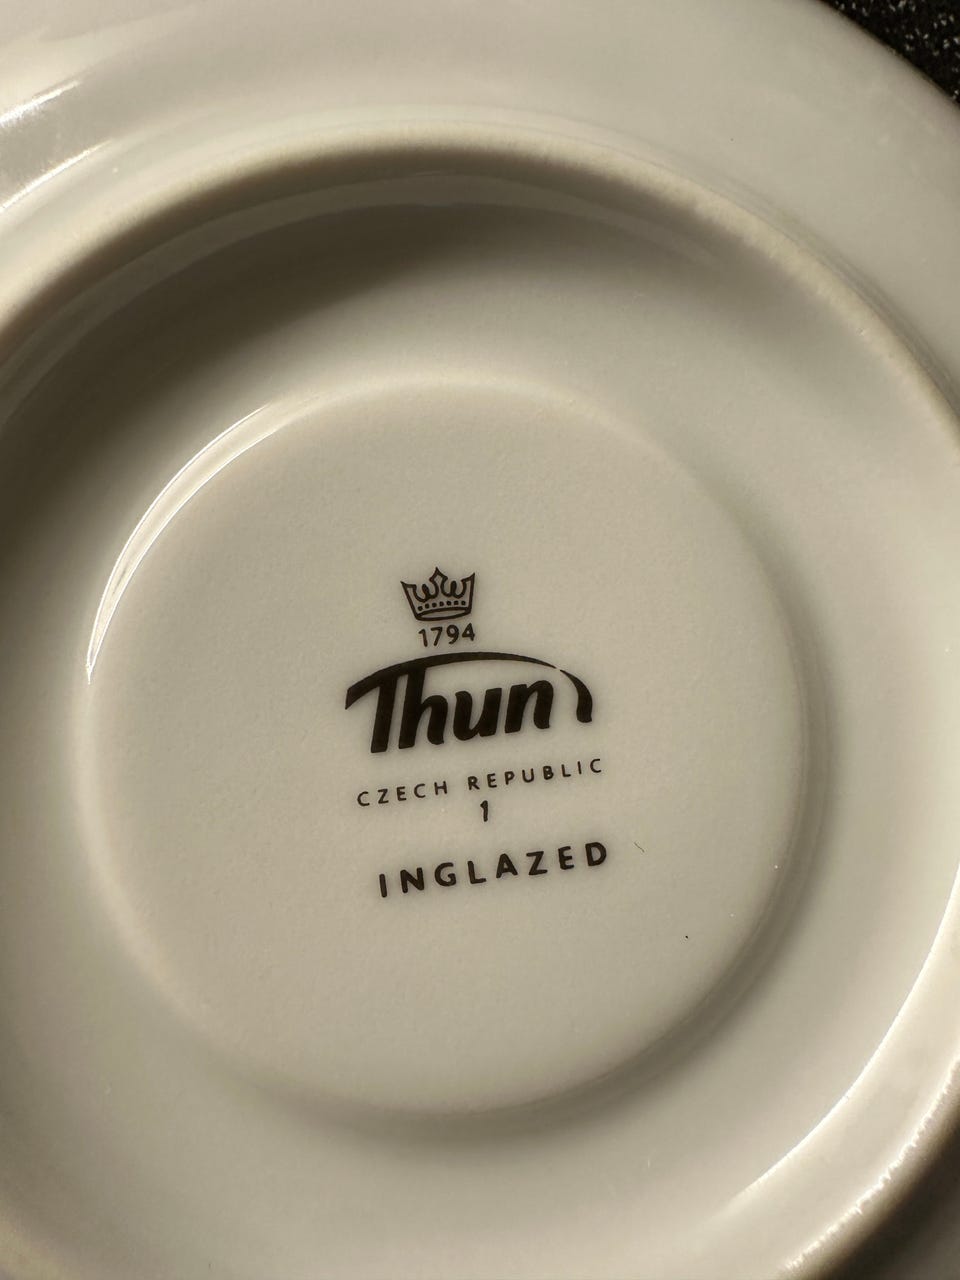 1794
Thun
CZECH REPUBLIC
1
INGLAZED